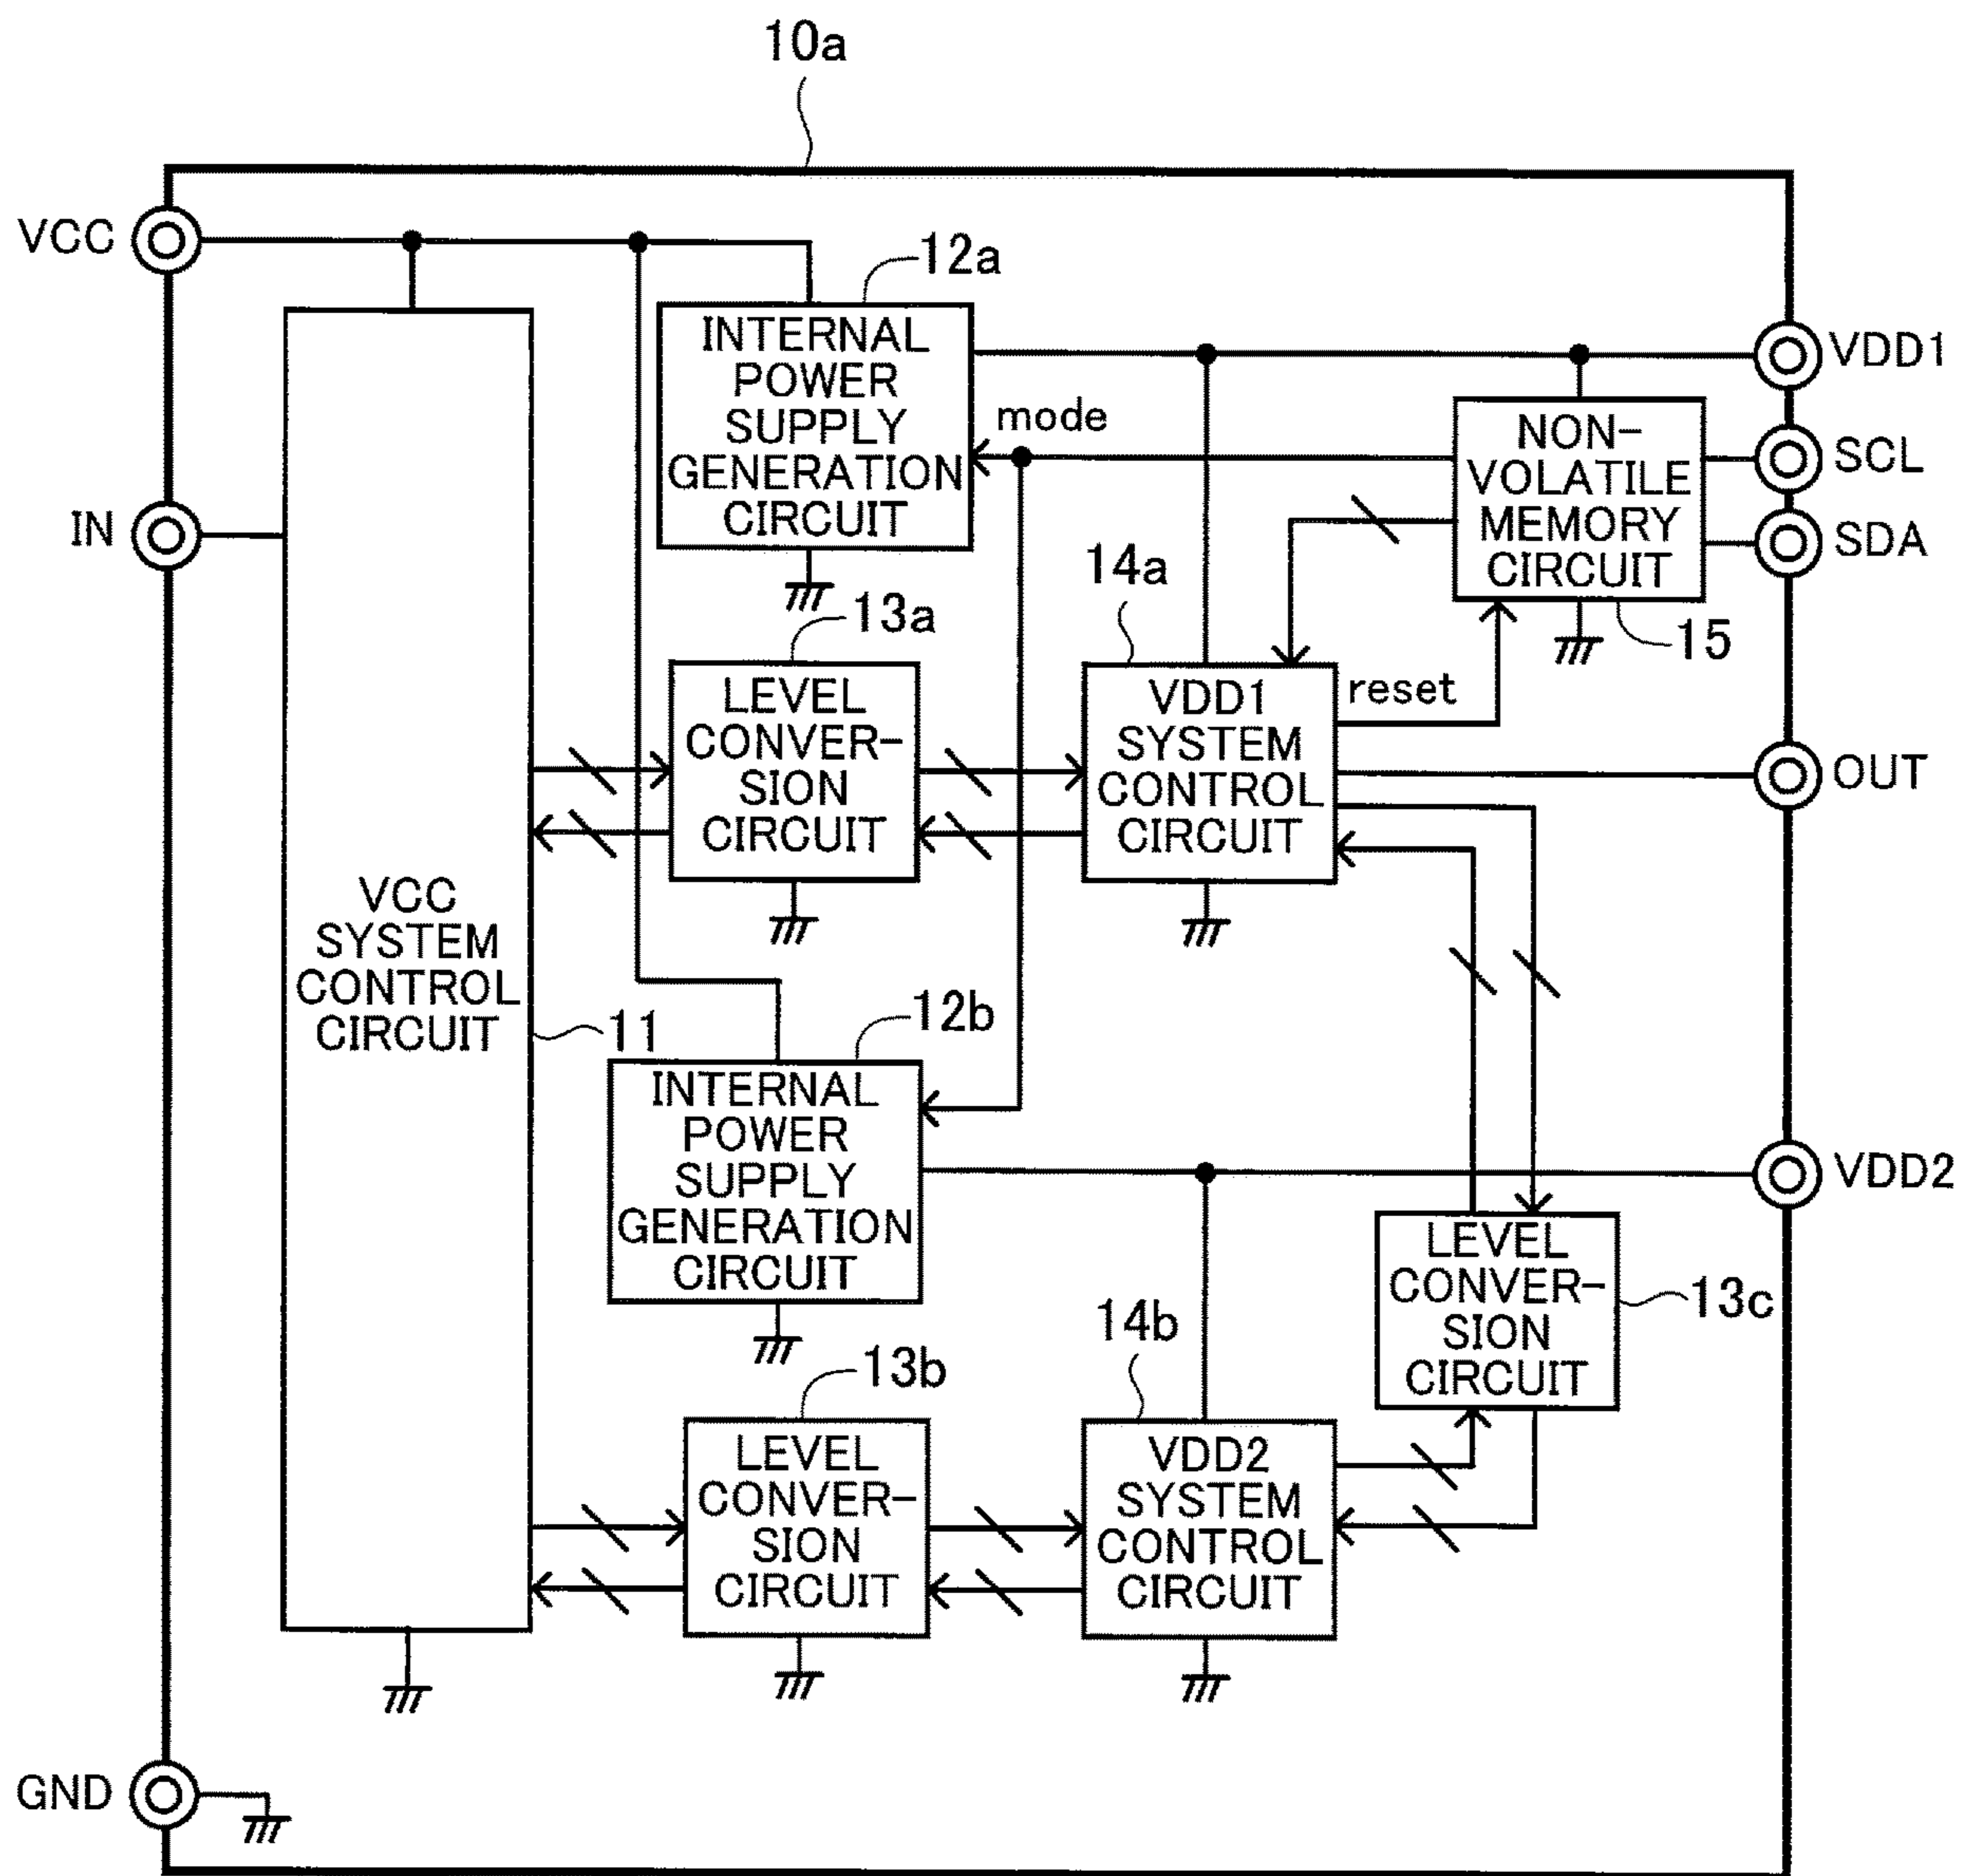 10a
VCC
12a
INTERNAL
POWER
SUPPLY
GENERATION
CIRCUIT
VDD1
mode
NON-
VOLATILE
MEMORY
CIRCUIT
SCL
IN
SDA
14a
13a
15
LEVEL
CONVER-
SION
CIRCUIT
VDD1
SYSTEM
CONTROL
CIRCUIT
reset
OUT
VCC
SYSTEM
CONTROL
CIRCUIT
11
12b
INTERNAL
POWER
SUPPLY
GENERATION
CIRCUIT
VDD2
LEVEL
CONVER-
SION
CIRCUIT
13c
14b
13b
LEVEL
CONVER-
SION
CIRCUIT
VDD2
SYSTEM
CONTROL
CIRCUIT
GND